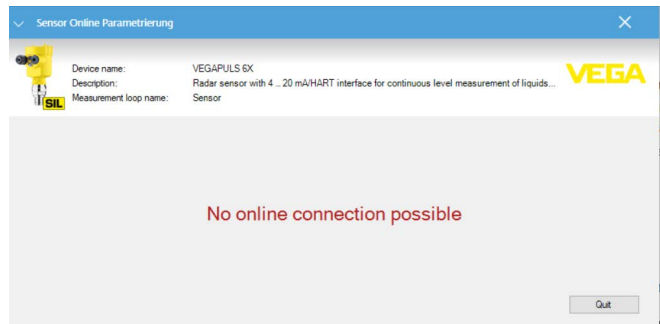 Sensor Online Parametrierung
Device name: VEGAPULS 6X
Description: Radar sensor with 4 ... 20 mA/HART interface for continuous level measurement of liquids...
Measurement loop name: Sensor
SIL
VEGA
No online connection possible
Quit